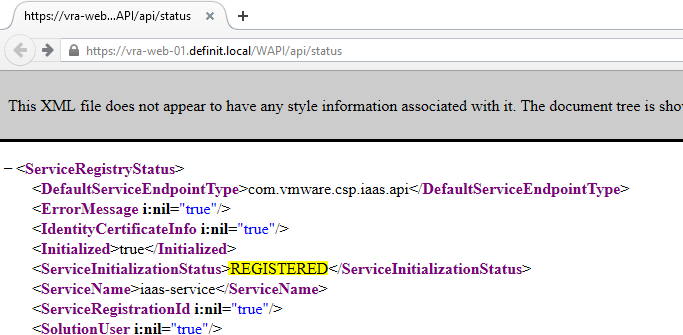 https://vra-web...API/api/status
https://vra-web-01.definit.local/WAPI/api/status
This XML file does not appear to have any style information associated with it. The document tree is
− <ServiceRegistryStatus>
<DefaultServiceEndpointType>com.vmware.csp.iaas.api</DefaultServiceEndpointType>
<ErrorMessage i:nil="true"/>
<IdentityCertificateInfo i:nil="true"/>
<Initialized>true</Initialized>
<ServiceInitializationStatus>REGISTERED</ServiceInitializationStatus>
<ServiceName>iaas-service</ServiceName>
<ServiceRegistrationId i:nil="true"/>
<SolutionUser i:nil="true"/>